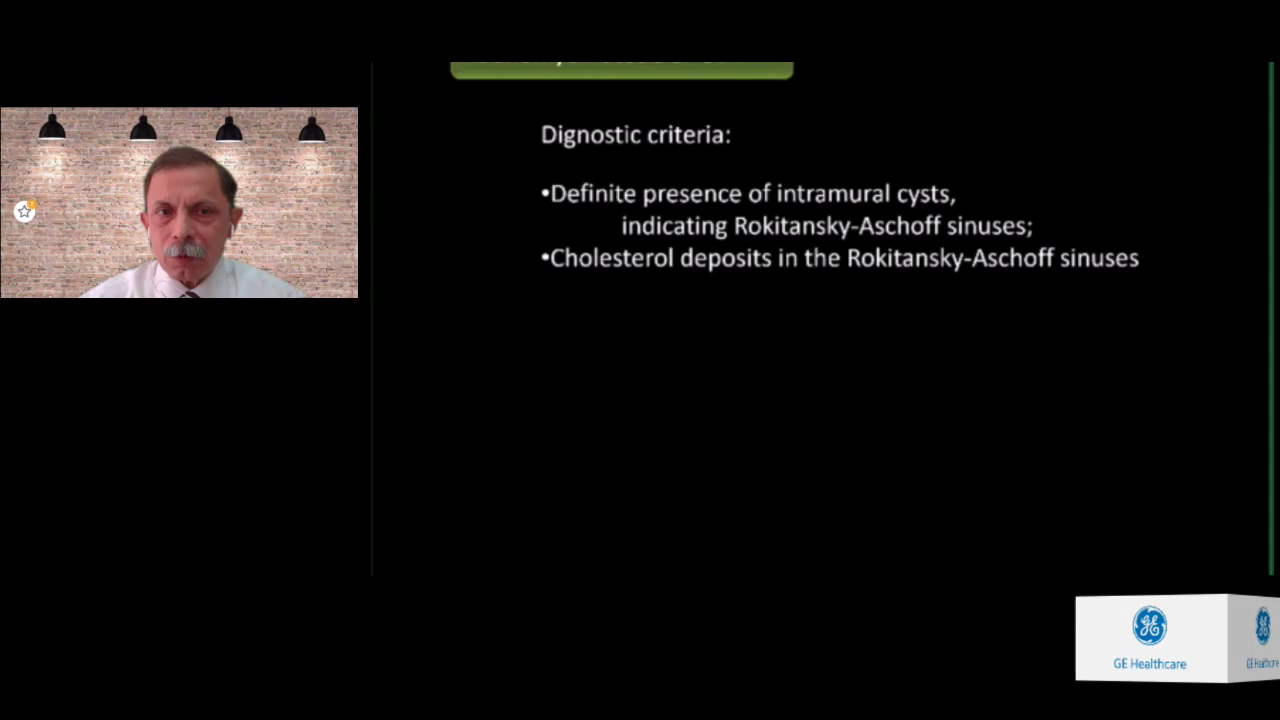 Dignostic criteria:
•Definite presence of intramural cysts,
indicating Rokitansky-Aschoff sinuses;
•Cholesterol deposits in the Rokitansky-Aschoff sinuses
GE Healthcare
GE Healthcare